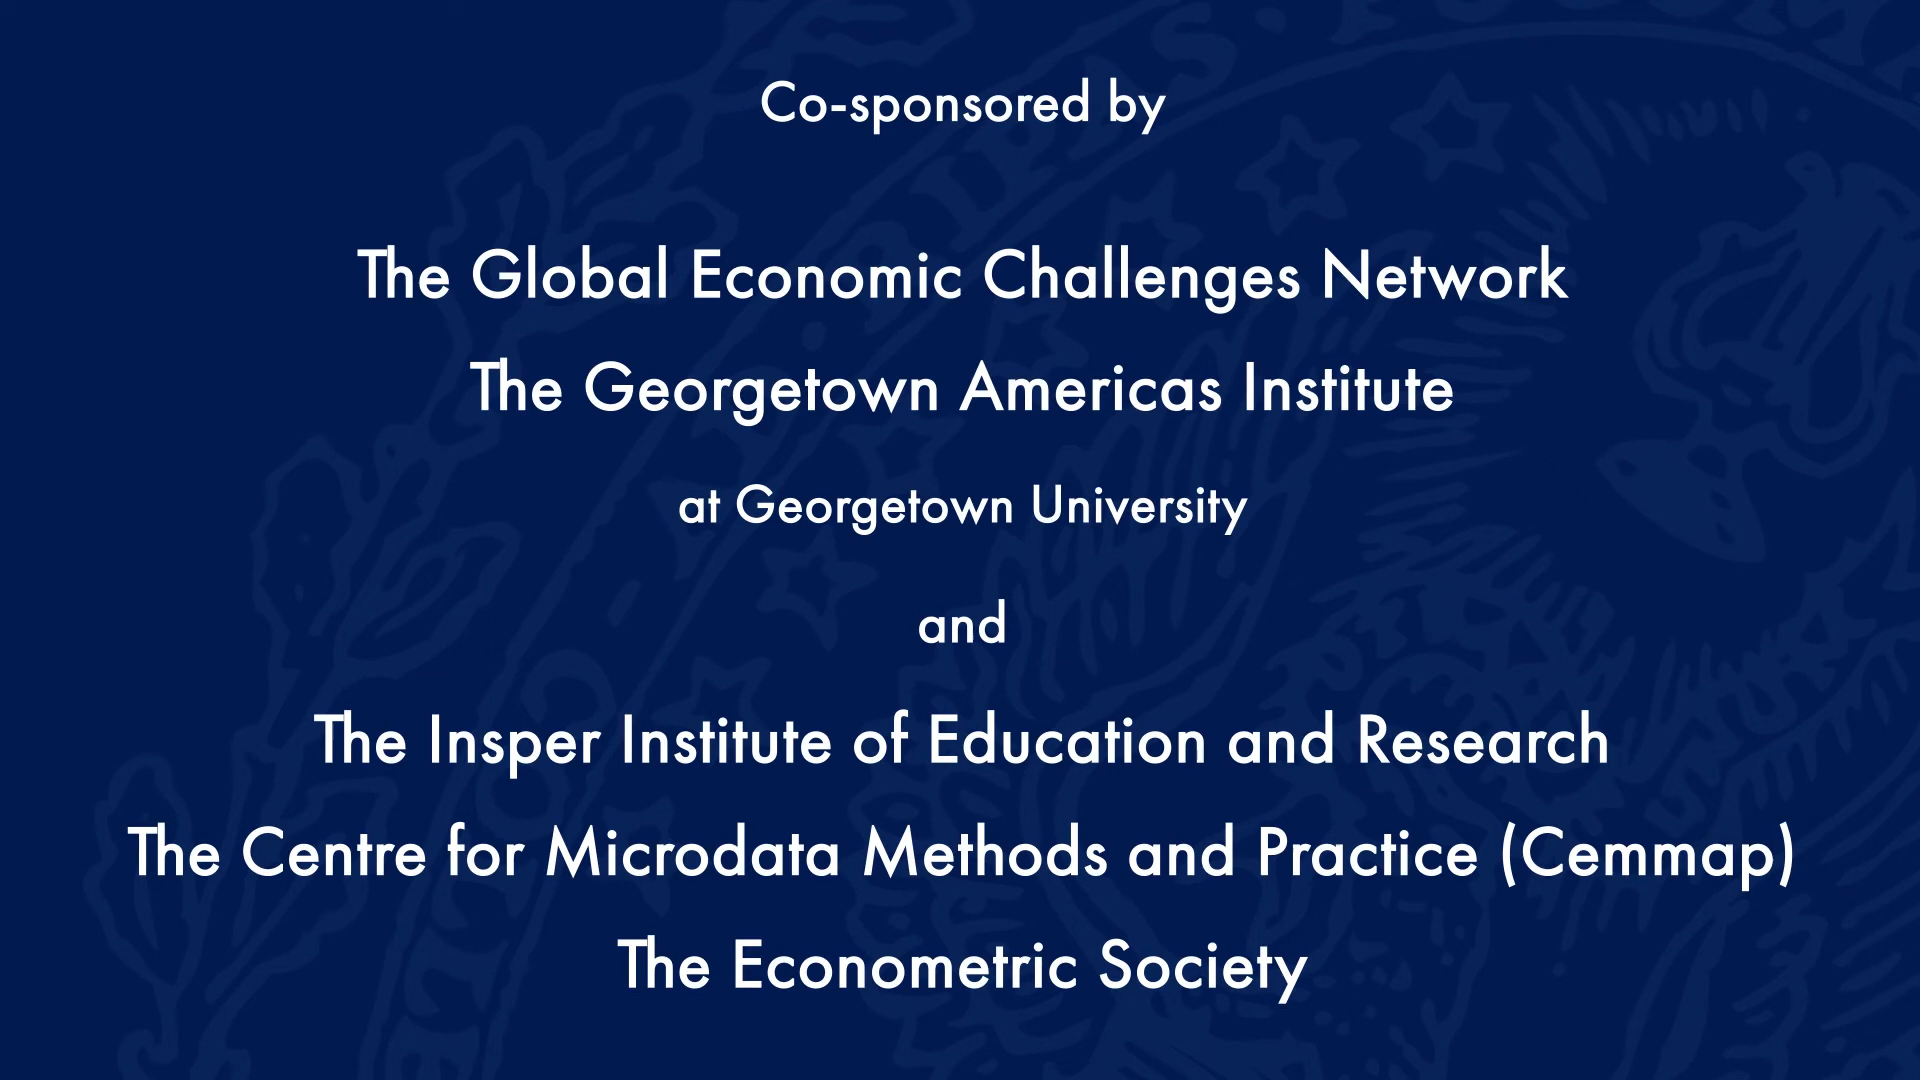 Co-sponsored by
The Global Economic Challenges Network
The Georgetown Americas Institute
at Georgetown University
and
The Insper Institute of Education and Research
The Centre for Microdata Methods and Practice (Cemmap)
The Econometric Society